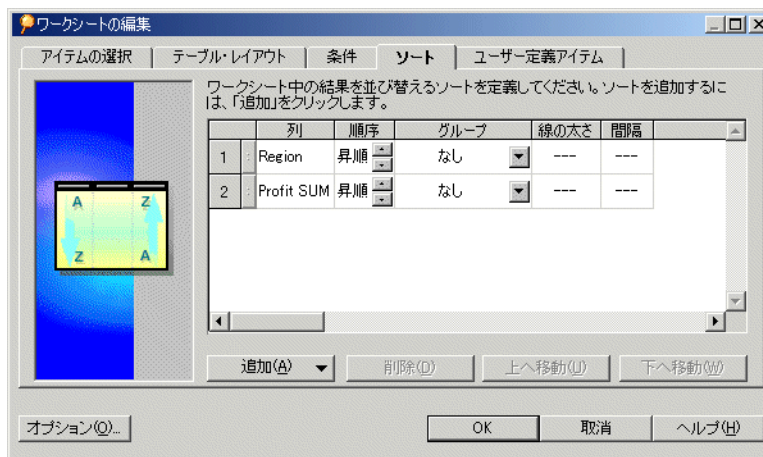 ワークシートの編集
アイテムの選択 テーブル・レイアウト 条件 ソート ユーザー定義アイテム
ワークシート中の結果を並び替えるソートを定義してください。ソートを追加するに
は、「追加」をクリックします。
列 順序 グループ 線の太さ 間隔
1 : Region 昇順 なし --- ---
2 : Profit SUM 昇順 なし --- ---
A Z
Z A
追加(A) 削除(D) 上へ移動(U) 下へ移動(W)
オプション(O)... OK 取消 ヘルプ(H)